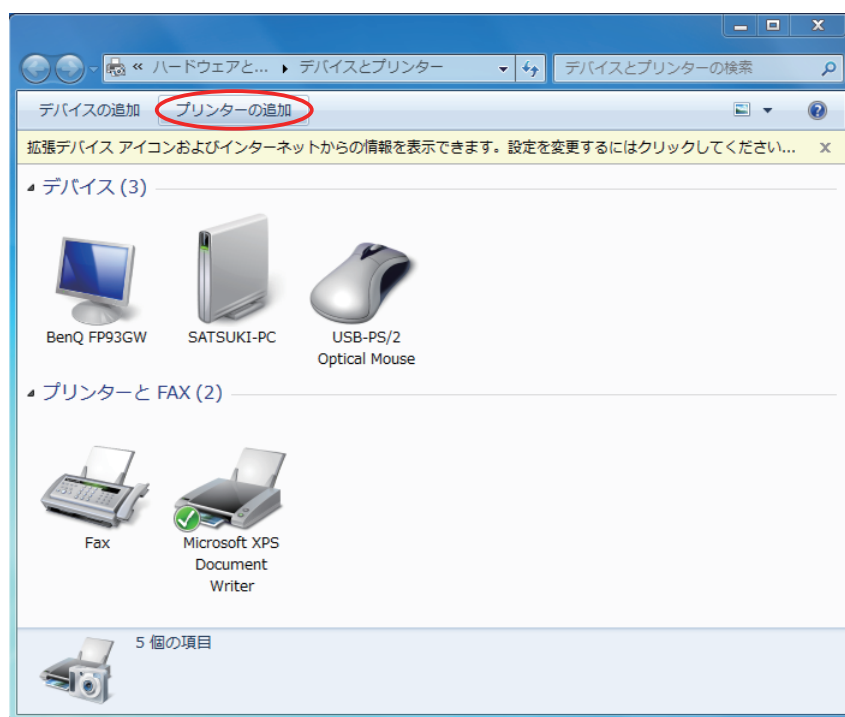 « ハードウェアと... ▸ デバイスとプリンター
デバイスとプリンターの検索
デバイスの追加 プリンターの追加
拡張デバイス アイコンおよびインターネットからの情報を表示できます。設定を変更するにはクリックしてください...
デバイス (3)
BenQ FP93GW
SATSUKI-PC
USB-PS/2
Optical Mouse
プリンターと FAX (2)
Fax
Microsoft XPS
Document
Writer
5 個の項目